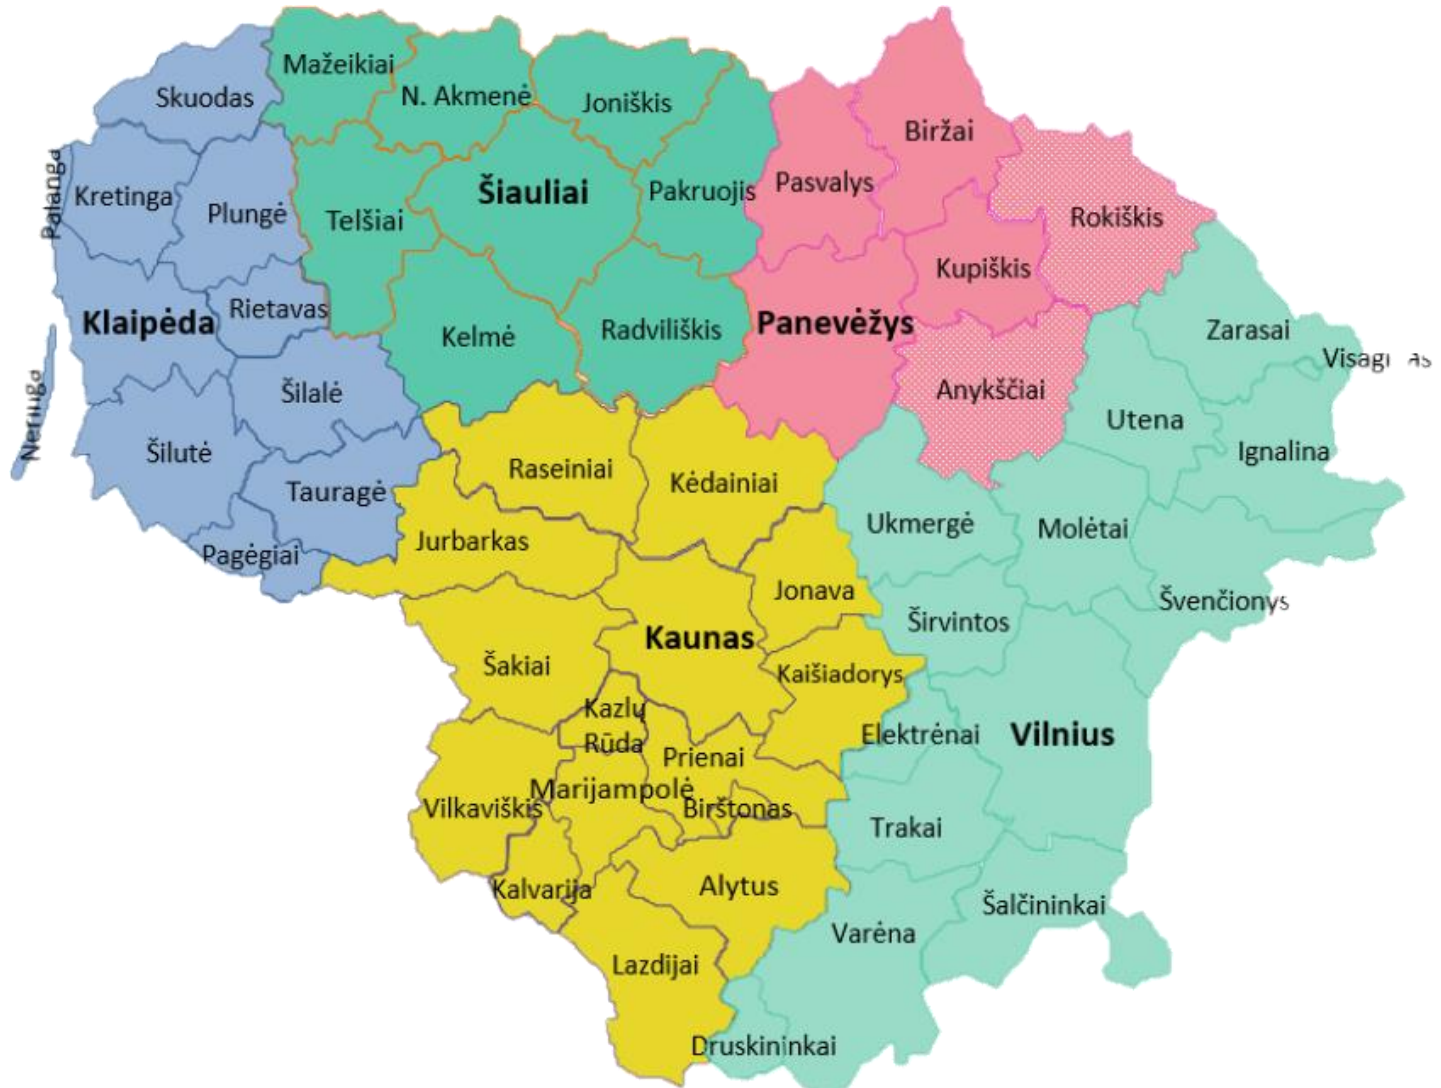 Mažeikiai
Skuodas
N. Akmenė
Joniškis
Biržai
Palanga
Kretinga
Plungė
Telšiai
Šiauliai
Pakruojis
Pasvalys
Rokiškis
Kupiškis
Klaipėda
Rietavas
Kelmė
Radviliškis
Panevėžys
Zarasai
Neringa
Šilalė
Anykščiai
Utena
Ignalina
Šilutė
Tauragė
Raseiniai
Kėdainiai
Ukmergė
Molėtai
Pagėgiai
Jurbarkas
Jonava
Širvintos
Švenčionys
Šakiai
Kaunas
Kaišiadorys
Kazlų
Rūda
Prienai
Elektrėnai
Vilnius
Vilkaviškis
Marijampolė
Birštonas
Trakai
Kalvarija
Alytus
Šalčininkai
Varėna
Lazdijai
Druskininkai